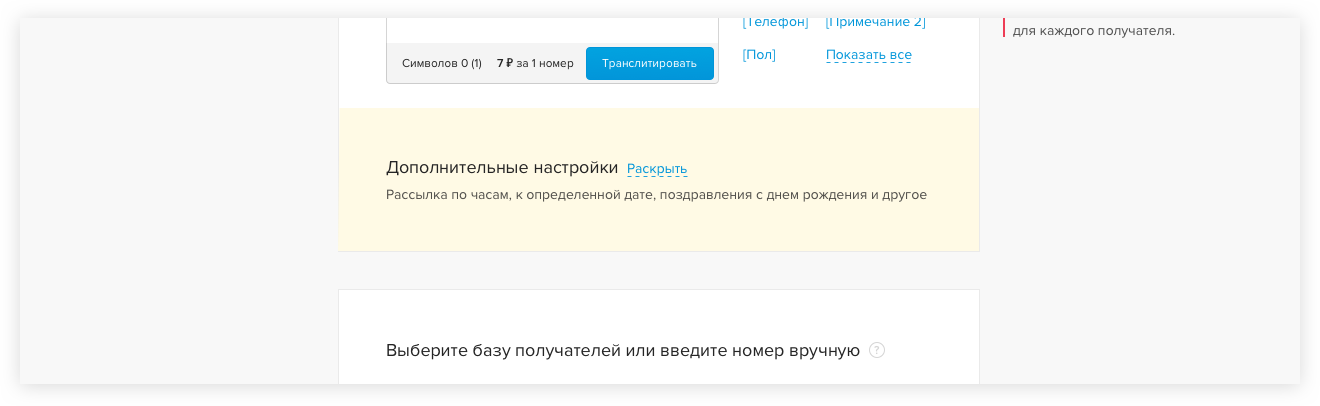 [Телефон] [Примечание 2]
для каждого получателя.
[Пол] Показать все
Символов 0 (1) 7 ₽ за 1 номер Транслитировать
Дополнительные настройки Раскрыть
Рассылка по часам, к определенной дате, поздравления с днем рождения и другое
Выберите базу получателей или введите номер вручную ?